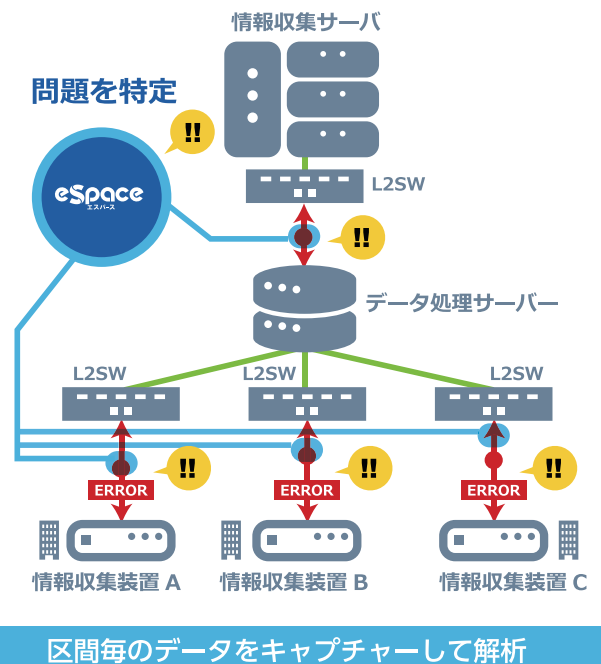 情報収集サーバ
問題を特定
!!
L2SW
eSpace
エスパース
!!
データ処理サーバー
L2SW
L2SW
L2SW
!!
!!
!!
ERROR
ERROR
ERROR
情報収集装置 A
情報収集装置 B
情報収集装置 C
区間毎のデータをキャプチャーして解析